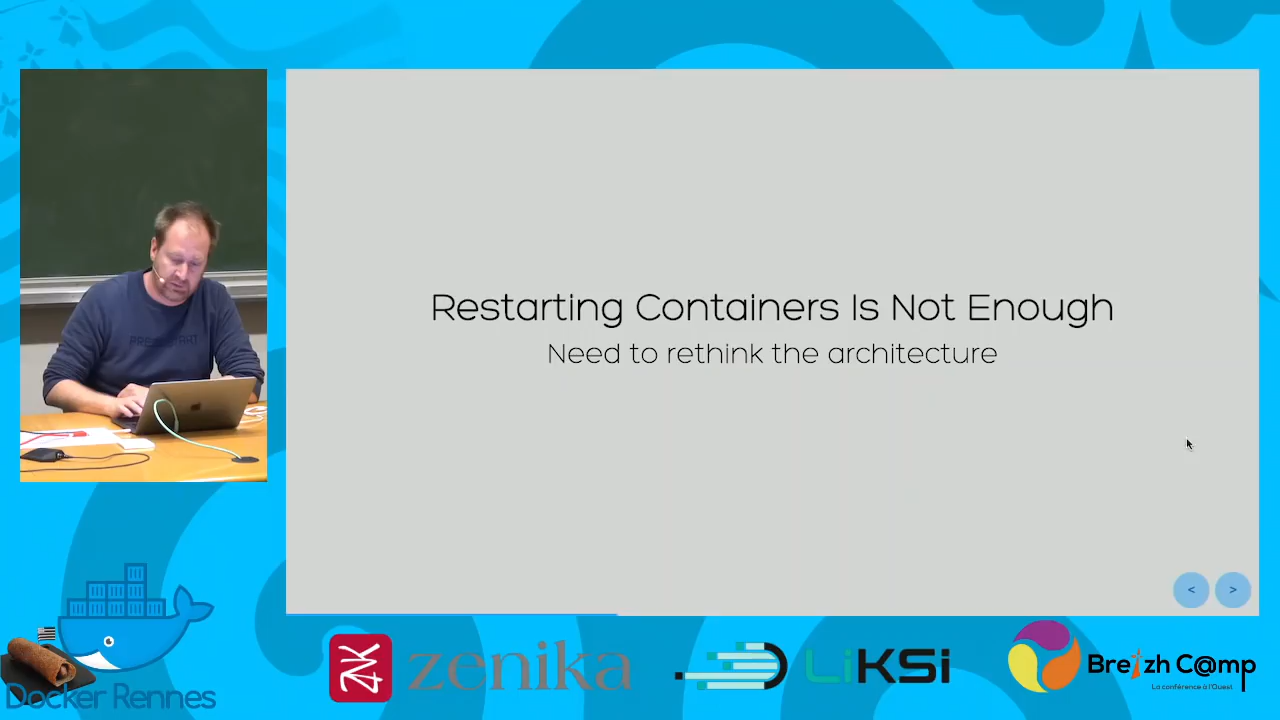 Restarting Containers Is Not Enough
Need to rethink the architecture
< >
Docker Rennes
zenika
LiKSi
Breizh C@mp
La conférence à l'Ouest